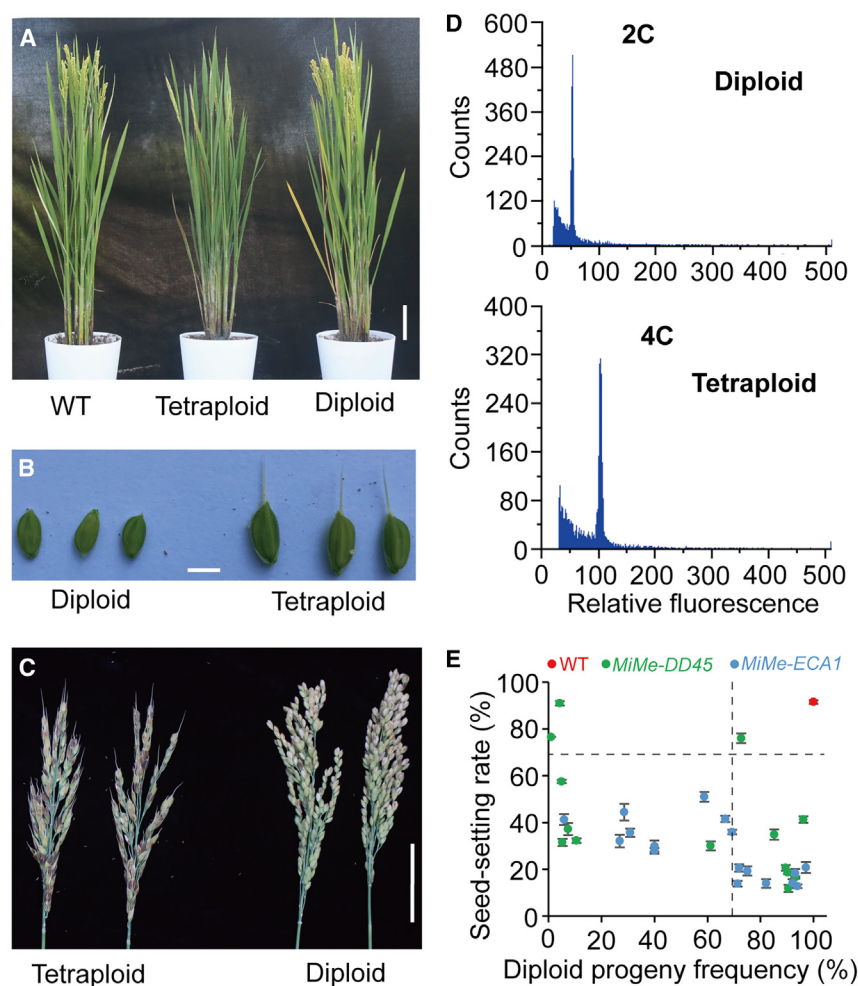 A
WT
Tetraploid
Diploid
B
Diploid
Tetraploid
C
Tetraploid
Diploid
D
2C
Diploid
Counts
600
480
360
240
120
0
0 100 200 300 400 500
4C
Tetraploid
Counts
400
320
240
160
80
0
0 100 200 300 400 500
Relative fluorescence
E
WT MiMe-DD45 MiMe-ECA1
Seed-setting rate (%)
100
80
60
40
20
0
0 20 40 60 80 100
Diploid progeny frequency (%)